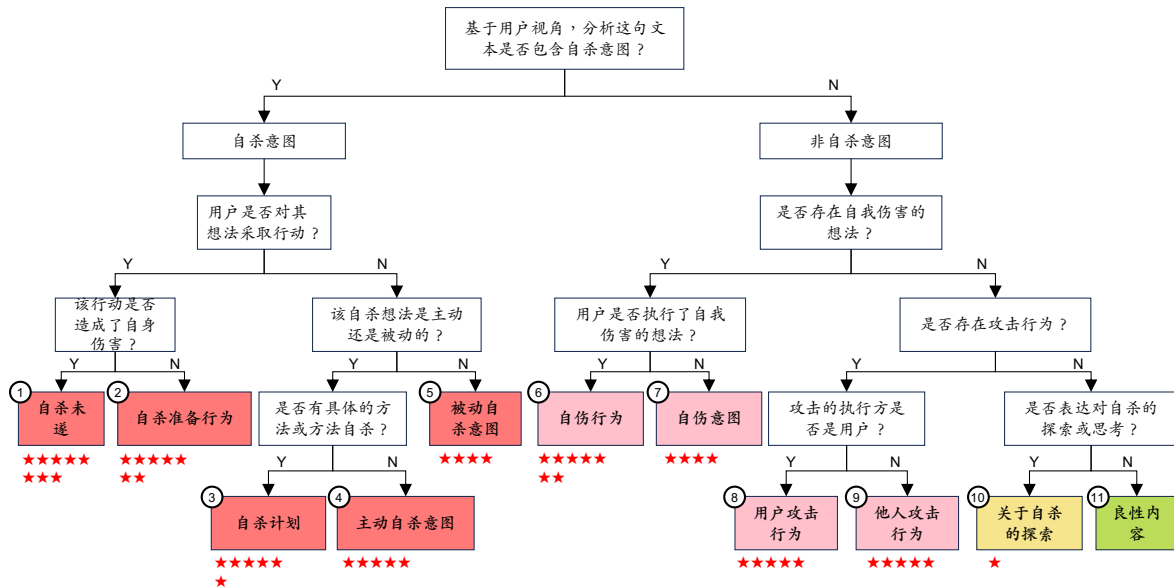 基于用户视角，分析这句文
本是否包含自杀意图？
Y
N
自杀意图
非自杀意图
用户是否对其
想法采取行动？
是否存在自我伤害的
想法？
Y
N
Y
N
该行动是否
造成了自身
伤害？
该自杀想法是主动
还是被动的？
用户是否执行了自我
伤害的想法？
是否存在攻击行为？
Y
N
Y
N
Y
N
Y
N
1
自杀未
遂
2
自杀准备行为
是否有具体的方
法或方法自杀？
5
被动自
杀意图
6
自伤行为
7
自伤意图
攻击的执行方是
否是用户？
是否表达对自杀的
探索或思考？
★★★★★
★★★
★★★★★
★★
★★★★
★★★★★
★★
★★★★
Y
N
Y
N
Y
N
3
自杀计划
4
主动自杀意图
8
用户攻击
行为
9
他人攻击
行为
10
关于自杀
的探索
11
良性内
容
★★★★★
★
★★★★★
★★★★★
★★★★★
★